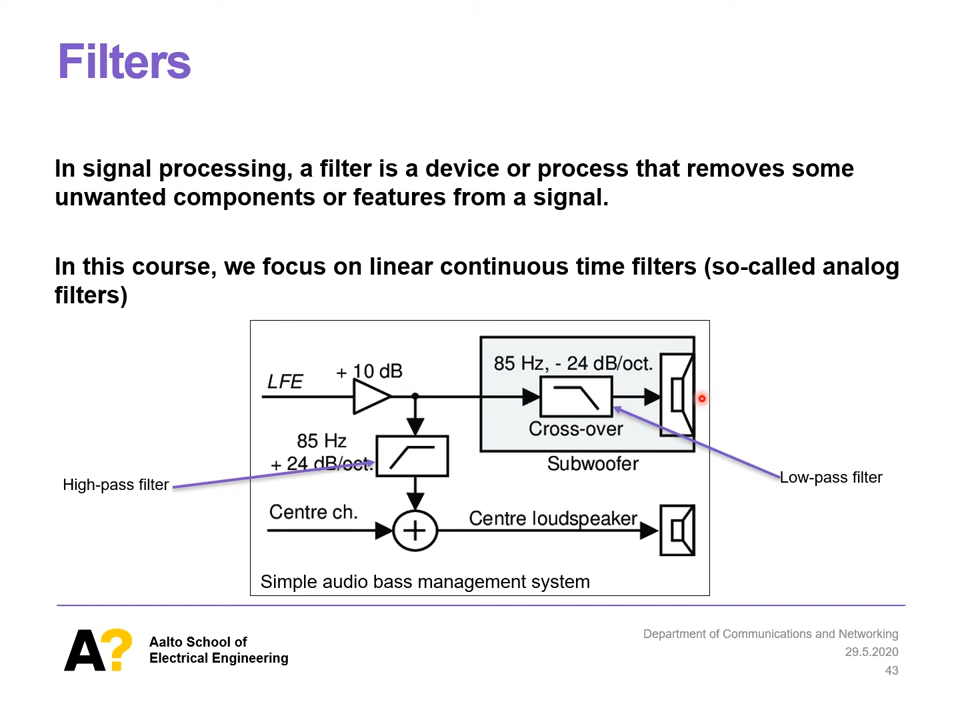 Filters
In signal processing, a filter is a device or process that removes some
unwanted components or features from a signal.
In this course, we focus on linear continuous time filters (so-called analog
filters)
LFE
+ 10 dB
85 Hz, - 24 dB/oct.
Cross-over
Subwoofer
85 Hz
+ 24 dB/oct.
High-pass filter
Low-pass filter
Centre ch.
+
Centre loudspeaker
Simple audio bass management system
A?
Aalto School of
Electrical Engineering
Department of Communications and Networking
29.5.2020
43